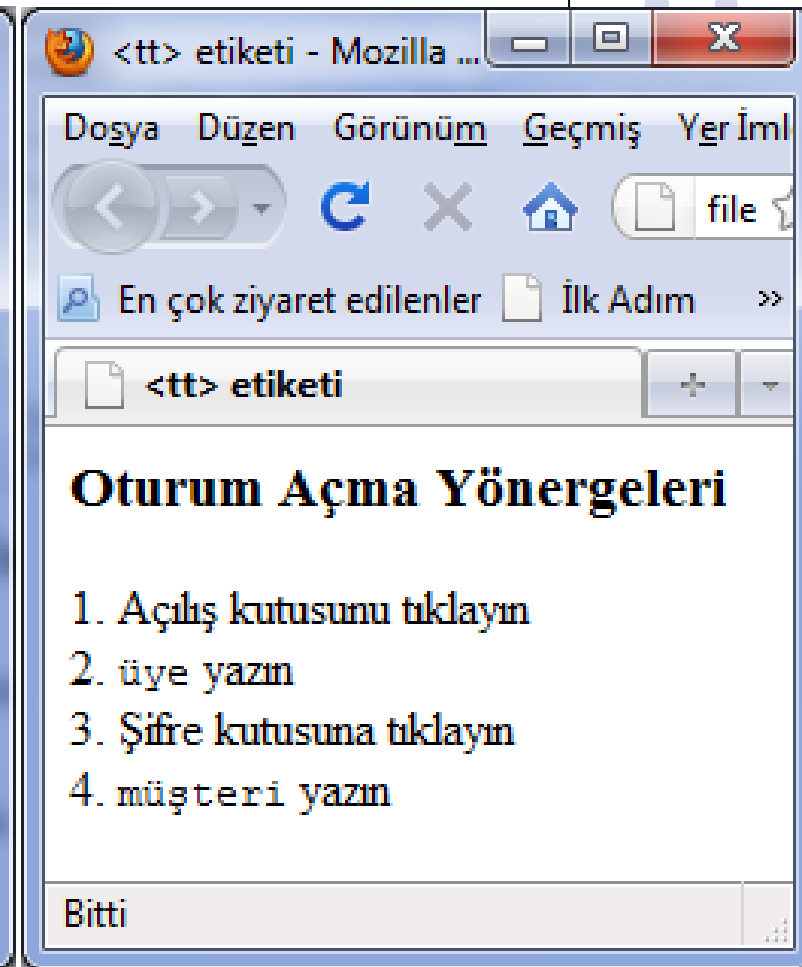 <tt> etiketi - Mozilla ...
Dosya Düzen Görünüm Geçmiş Yer İmle
file
En çok ziyaret edilenler İlk Adım »
<tt> etiketi
Oturum Açma Yönergeleri
1. Açılış kutusunu tıklayın
2. üye yazın
3. Şifre kutusuna tıklayın
4. müşteri yazın
Bitti